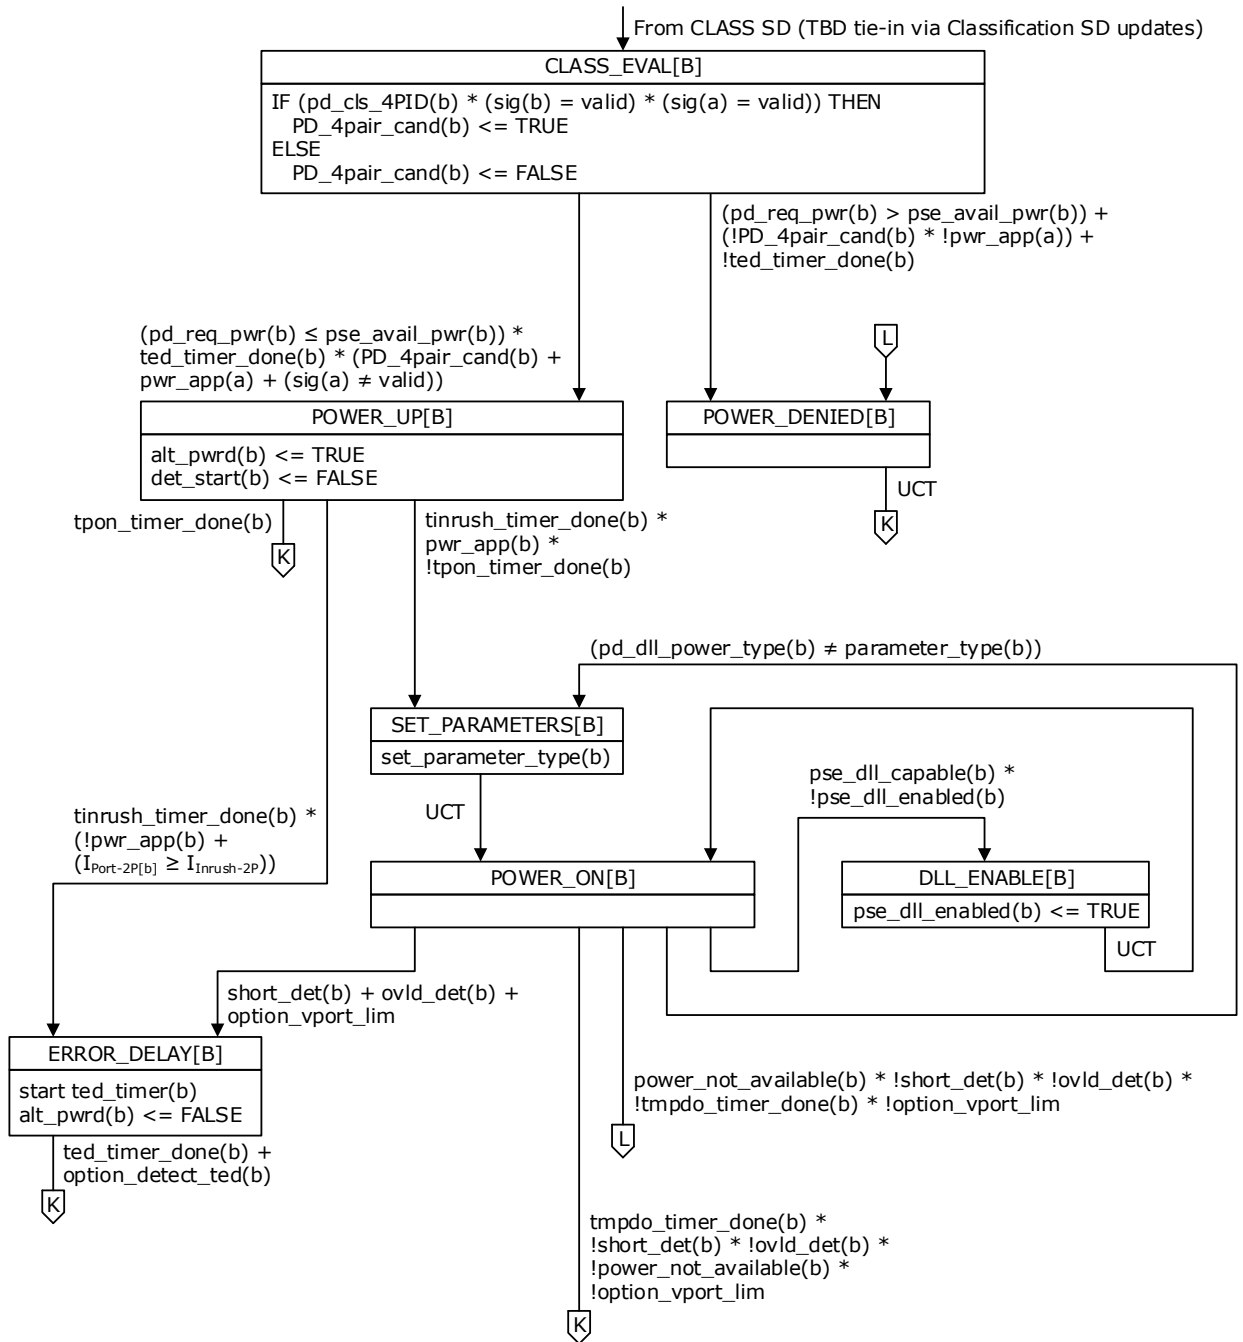 From CLASS SD (TBD tie-in via Classification SD updates)
CLASS_EVAL[B]
IF (pd_cls_4PID(b) * (sig(b) = valid) * (sig(a) = valid)) THEN
PD_4pair_cand(b) <= TRUE
ELSE
PD_4pair_cand(b) <= FALSE
(pd_req_pwr(b) > pse_avail_pwr(b)) +
(!PD_4pair_cand(b) * !pwr_app(a)) +
!ted_timer_done(b)
(pd_req_pwr(b) ≤ pse_avail_pwr(b)) *
ted_timer_done(b) * (PD_4pair_cand(b) +
pwr_app(a) + (sig(a) ≠ valid))
L
POWER_UP[B]
alt_pwrd(b) <= TRUE
det_start(b) <= FALSE
POWER_DENIED[B]
UCT
K
tpon_timer_done(b)
K
tinrush_timer_done(b) *
pwr_app(b) *
!tpon_timer_done(b)
(pd_dll_power_type(b) ≠ parameter_type(b))
SET_PARAMETERS[B]
set_parameter_type(b)
UCT
pse_dll_capable(b) *
!pse_dll_enabled(b)
tinrush_timer_done(b) *
(!pwr_app(b) +
(I_Port-2P[b] ≥ I_Inrush-2P))
POWER_ON[B]
DLL_ENABLE[B]
pse_dll_enabled(b) <= TRUE
UCT
short_det(b) + ovld_det(b) +
option_vport_lim
ERROR_DELAY[B]
start ted_timer(b)
alt_pwrd(b) <= FALSE
ted_timer_done(b) +
option_detect_ted(b)
K
power_not_available(b) * !short_det(b) * !ovld_det(b) *
!tmpdo_timer_done(b) * !option_vport_lim
L
tmpdo_timer_done(b) *
!short_det(b) * !ovld_det(b) *
!power_not_available(b) *
!option_vport_lim
K